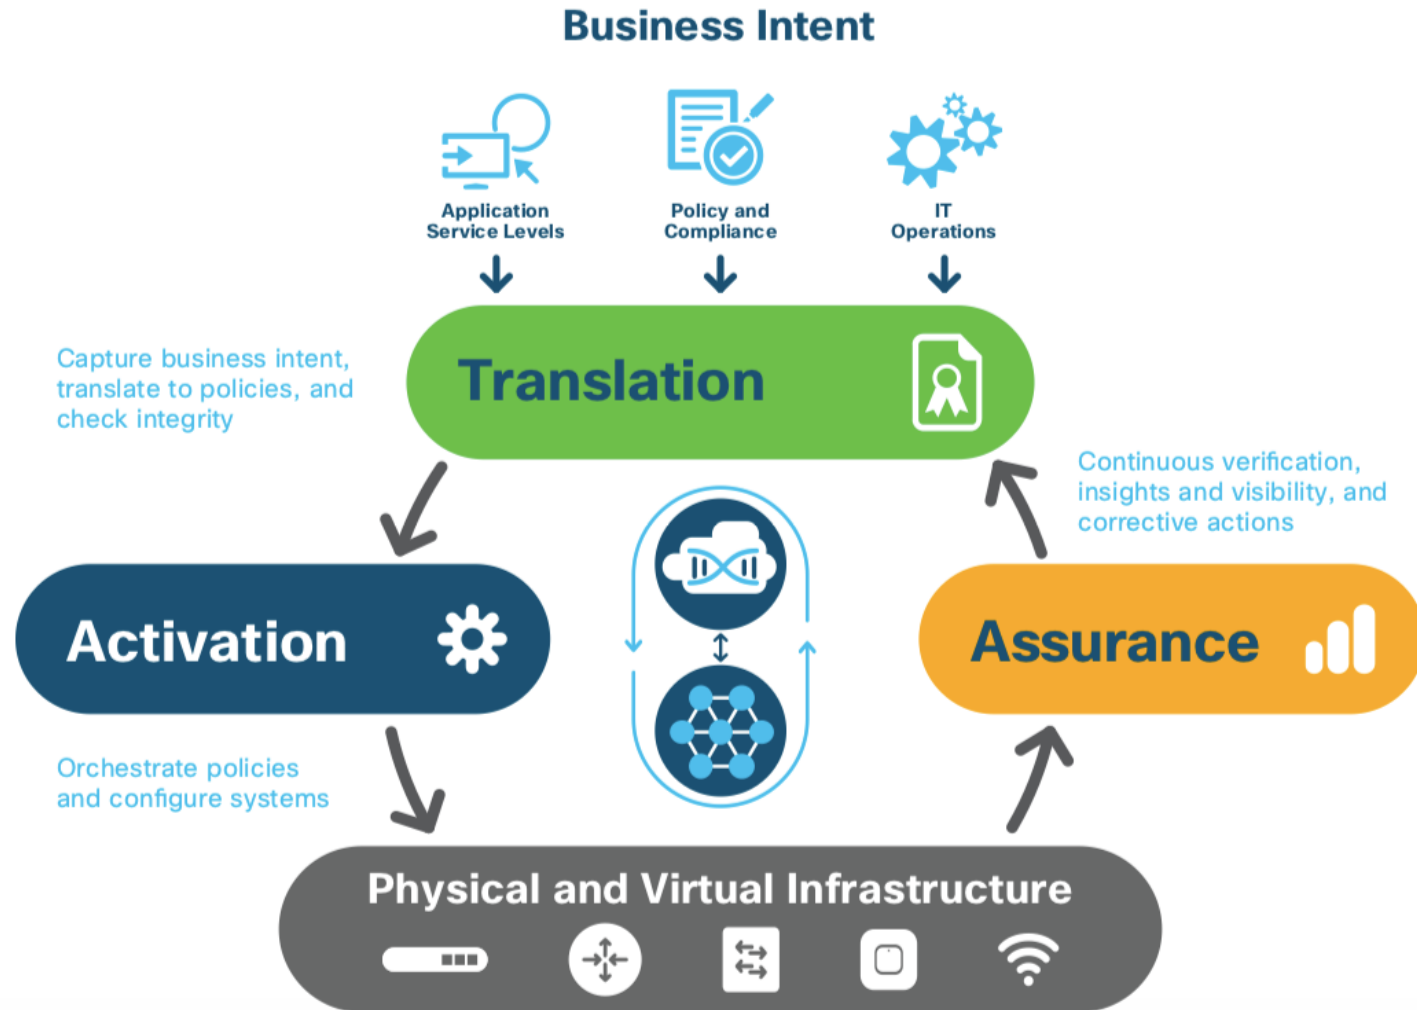 Business Intent
Application
Service Levels
Policy and
Compliance
IT
Operations
Capture business intent,
translate to policies, and
check integrity
Translation
Continuous verification,
insights and visibility, and
corrective actions
Activation
Assurance
Orchestrate policies
and configure systems
Physical and Virtual Infrastructure